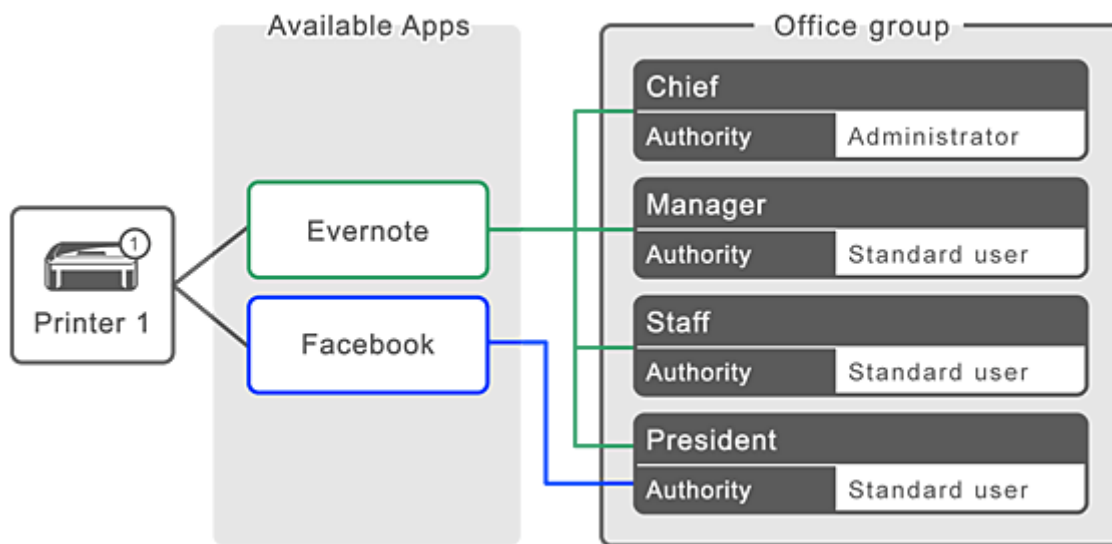 Available Apps
Office group
Chief
Authority Administrator
Manager
Authority Standard user
Staff
Authority Standard user
President
Authority Standard user
Evernote
Facebook
1
Printer 1